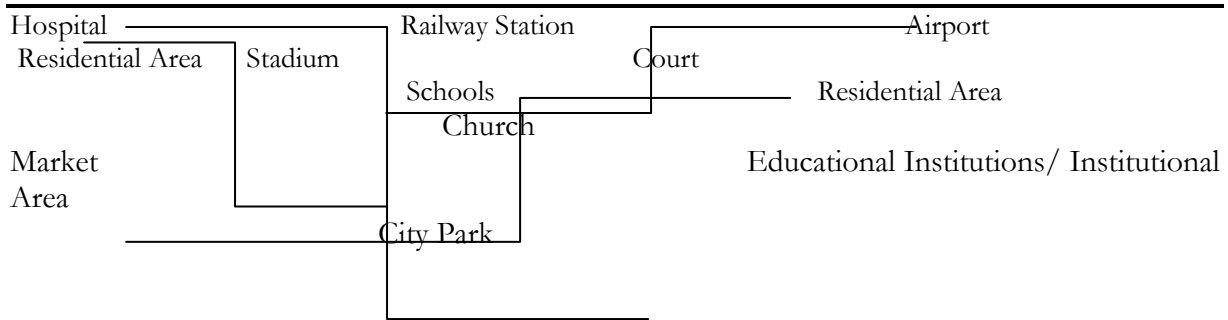 Hospital Railway Station Airport
Residential Area Stadium Court
Schools Residential Area
Church
Market Educational Institutions/ Institutional
Area
City Park